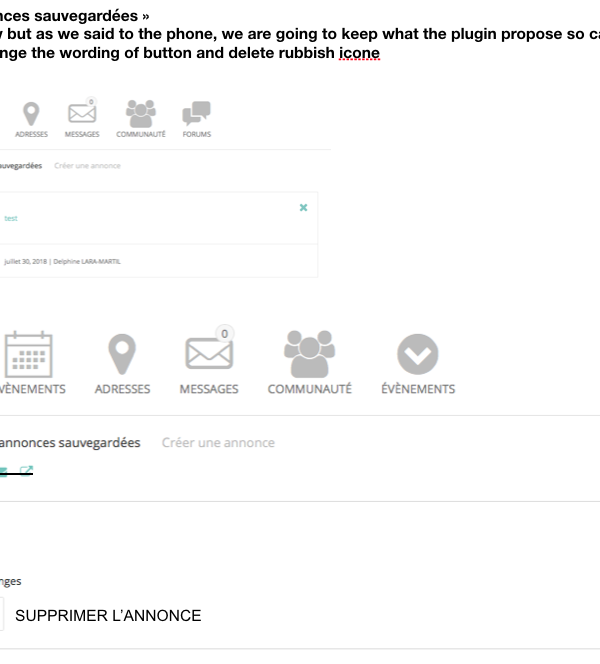 nces sauvegardées »
but as we said to the phone, we are going to keep what the plugin propose so ca
nge the wording of button and delete rubbish icone
0
ADRESSES MESSAGES COMMUNAUTÉ FORUMS
auvegardées Créer une annonce
test
juillet 30, 2018 | Delphine LARA-MARTIL
0
VÈNEMENTS ADRESSES MESSAGES COMMUNAUTÉ ÉVÈNEMENTS
annonces sauvegardées Créer une annonce
nges
SUPPRIMER L’ANNONCE